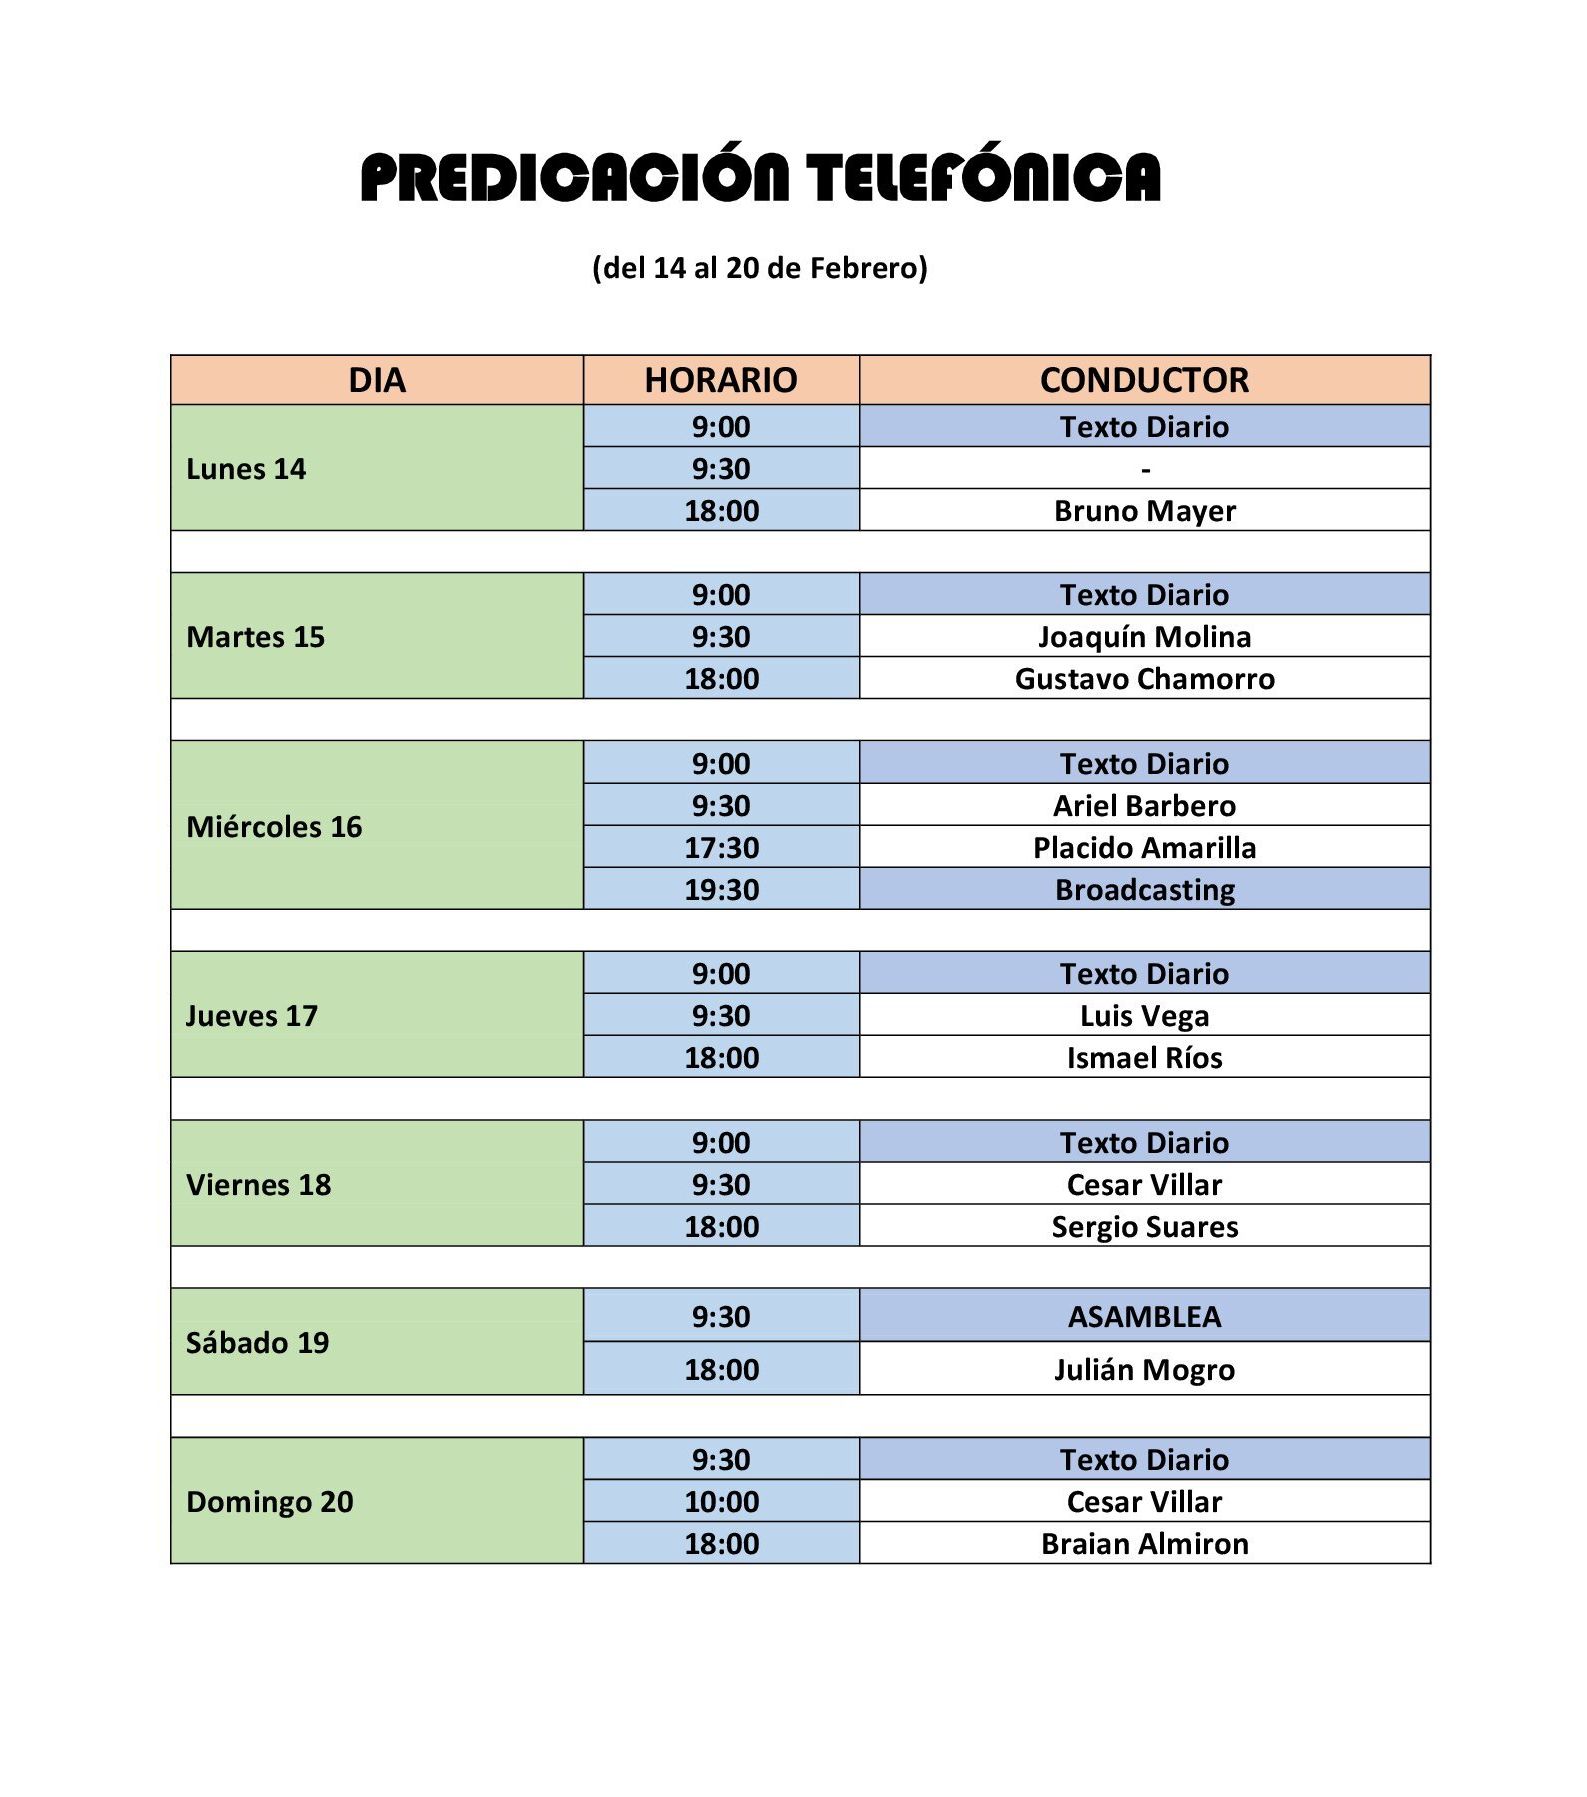 PREDICACIÓN TELEFÓNICA
(del 14 al 20 de Febrero)
DIA HORARIO CONDUCTOR
Lunes 14
9:00 Texto Diario
9:30 -
18:00 Bruno Mayer
Martes 15
9:00 Texto Diario
9:30 Joaquín Molina
18:00 Gustavo Chamorro
Miércoles 16
9:00 Texto Diario
9:30 Ariel Barbero
17:30 Placido Amarilla
19:30 Broadcasting
Jueves 17
9:00 Texto Diario
9:30 Luis Vega
18:00 Ismael Ríos
Viernes 18
9:00 Texto Diario
9:30 Cesar Villar
18:00 Sergio Suares
Sábado 19
9:30 ASAMBLEA
18:00 Julián Mogro
Domingo 20
9:30 Texto Diario
10:00 Cesar Villar
18:00 Braian Almiron